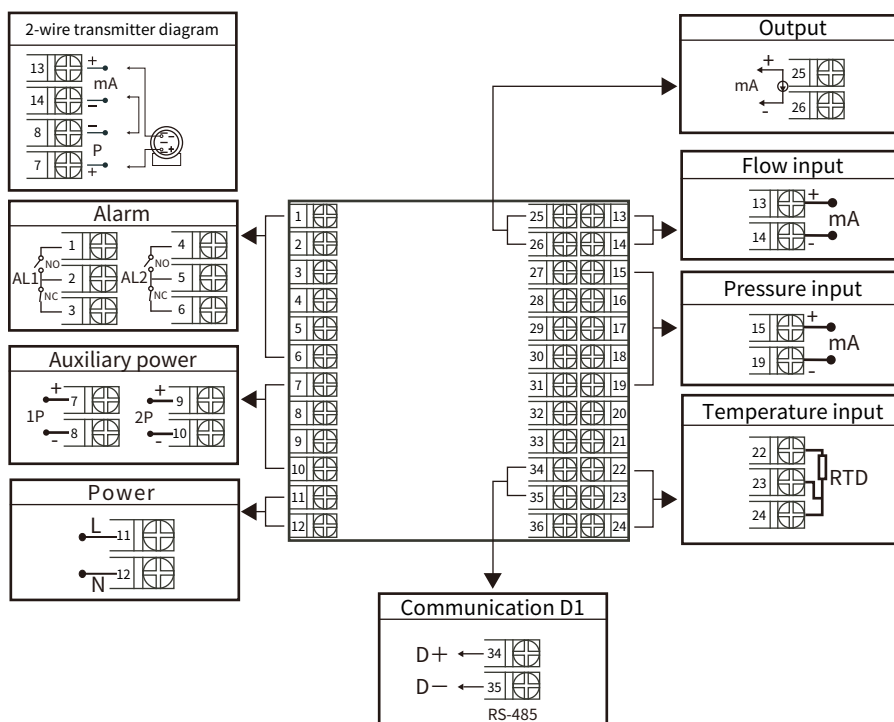 2-wire transmitter diagram
13 + mA
14 −
8 − P
7 +
− +
Alarm
AL1 NO NC 1 2 3
AL2 NO NC 4 5 6
Auxiliary power
1P + 7 - 8
2P + 9 - 10
Power
L 11
N 12
1 25 13
2 26 14
3 27 15
4 28 16
5 29 17
6 30 18
7 31 19
8 32 20
9 33 21
10 34 22
11 35 23
12 36 24
Output
+ 25
mA
- 26
Flow input
13 +
mA
14 -
Pressure input
15 +
mA
19 -
Temperature input
22
23 RTD
24
Communication D1
D+ 34
D− 35
RS-485